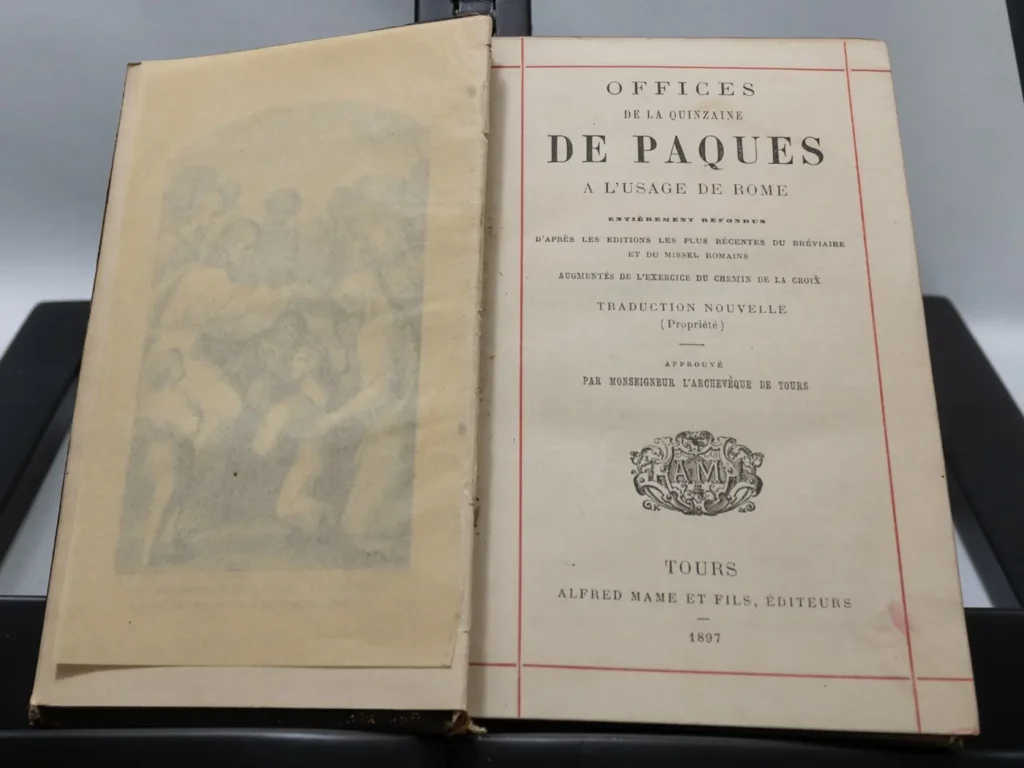 OFFICES
DE LA QUINZAINE
DE PAQUES
A L'USAGE DE ROME
ENTIÈREMENT REFONDUS
D'APRÈS LES EDITIONS LES PLUS RÉCENTES DU BRÉVIAIRE
ET DU MISSEL ROMAINS
AUGMENTÉS DE L'EXERCICE DU CHEMIN DE LA CROIX
TRADUCTION NOUVELLE
(Propriété)
APPROUVÉ
PAR MONSEIGNEUR L'ARCHEVÊQUE DE TOURS
AM
TOURS
ALFRED MAME ET FILS, ÉDITEURS
1897